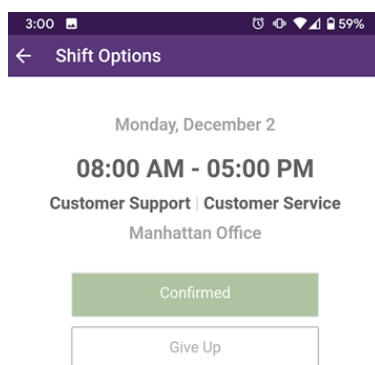 3:00 59%
Shift Options
Monday, December 2
08:00 AM - 05:00 PM
Customer Support | Customer Service
Manhattan Office
Confirmed
Give Up